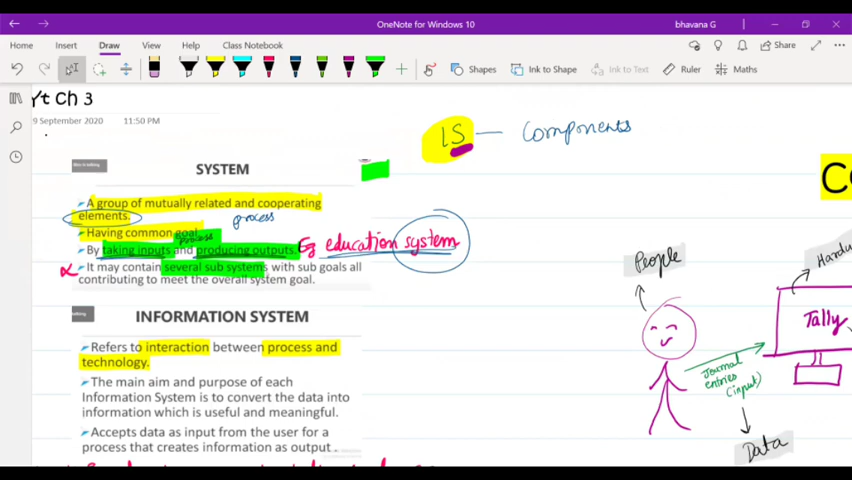 OneNote for Windows 10
bhavana G
Home Insert Draw View Help Class Notebook
Share
Shapes Ink to Shape Ink to Text Ruler Maths
Ch 3
9 September 2020 11:50 PM
IS — Components
SYSTEM
A group of mutually related and cooperating
elements.
process
Having common goal
process
By taking inputs and producing outputs. Eg education system
It may contain several sub systems with sub goals all
contributing to meet the overall system goal.
INFORMATION SYSTEM
Refers to interaction between process and
technology.
The main aim and purpose of each
Information System is to convert the data into
information which is useful and meaningful.
Accepts data as input from the user for a
process that creates information as output.
People
Tally
Journal
entries
(input)
Data